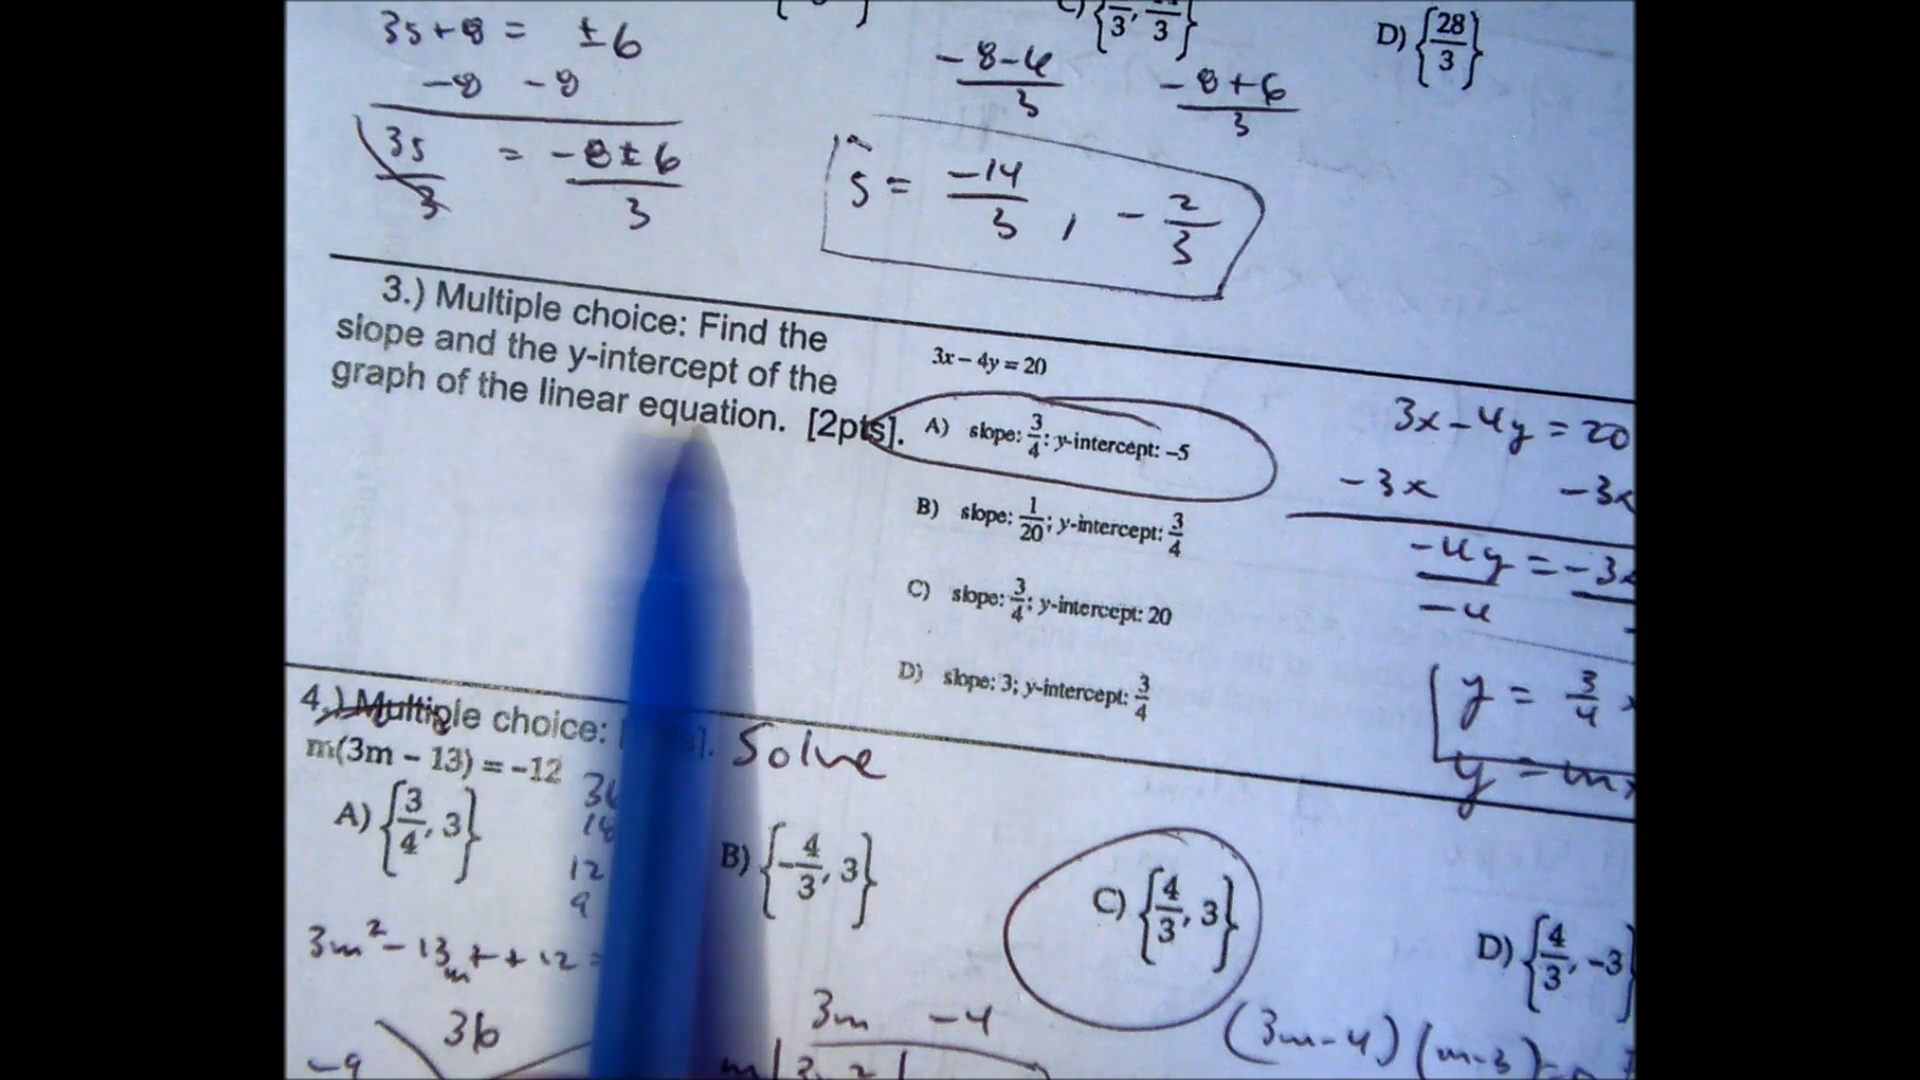 3s+8 = ±6
-8 -8
3s/3 = -8±6/3
-8-6/3 -8+6/3
D) {28/3}
s = -14/3 , -2/3
3.) Multiple choice: Find the
slope and the y-intercept of the
graph of the linear equation. [2pts].
3x – 4y = 20
A) slope: 3/4; y-intercept: –5
B) slope: 1/20; y-intercept: 3/4
C) slope: 3/4; y-intercept: 20
D) slope: 3; y-intercept: 3/4
3x-4y = 20
-3x -3x
-4y = -3x
-4
y = 3/4
y = mx
4.) Multiple choice:
Solve
m(3m – 13) = –12
A) {3/4, 3}
B) {-4/3, 3}
C) {4/3, 3}
D) {4/3, -3}
36
18
12
9
3m²-13m + 12 =
36
-9
3m -4
(3m-4)(m-3)=